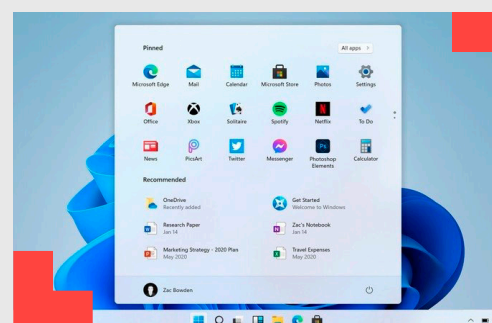 Pinned
All apps >
Microsoft Edge
Mail
Calendar
Microsoft Store
Photos
Settings
Office
Xbox
Solitaire
Spotify
Netflix
To Do
News
PicsArt
Twitter
Messenger
Photoshop
Elements
Calculator
Recommended
OneDrive
Recently added
Get Started
Welcome to Windows
Research Paper
Jan 14
Zac's Notebook
Jan 14
Marketing Strategy - 2020 Plan
May 2020
Travel Expenses
May 2020
Zac Bowden